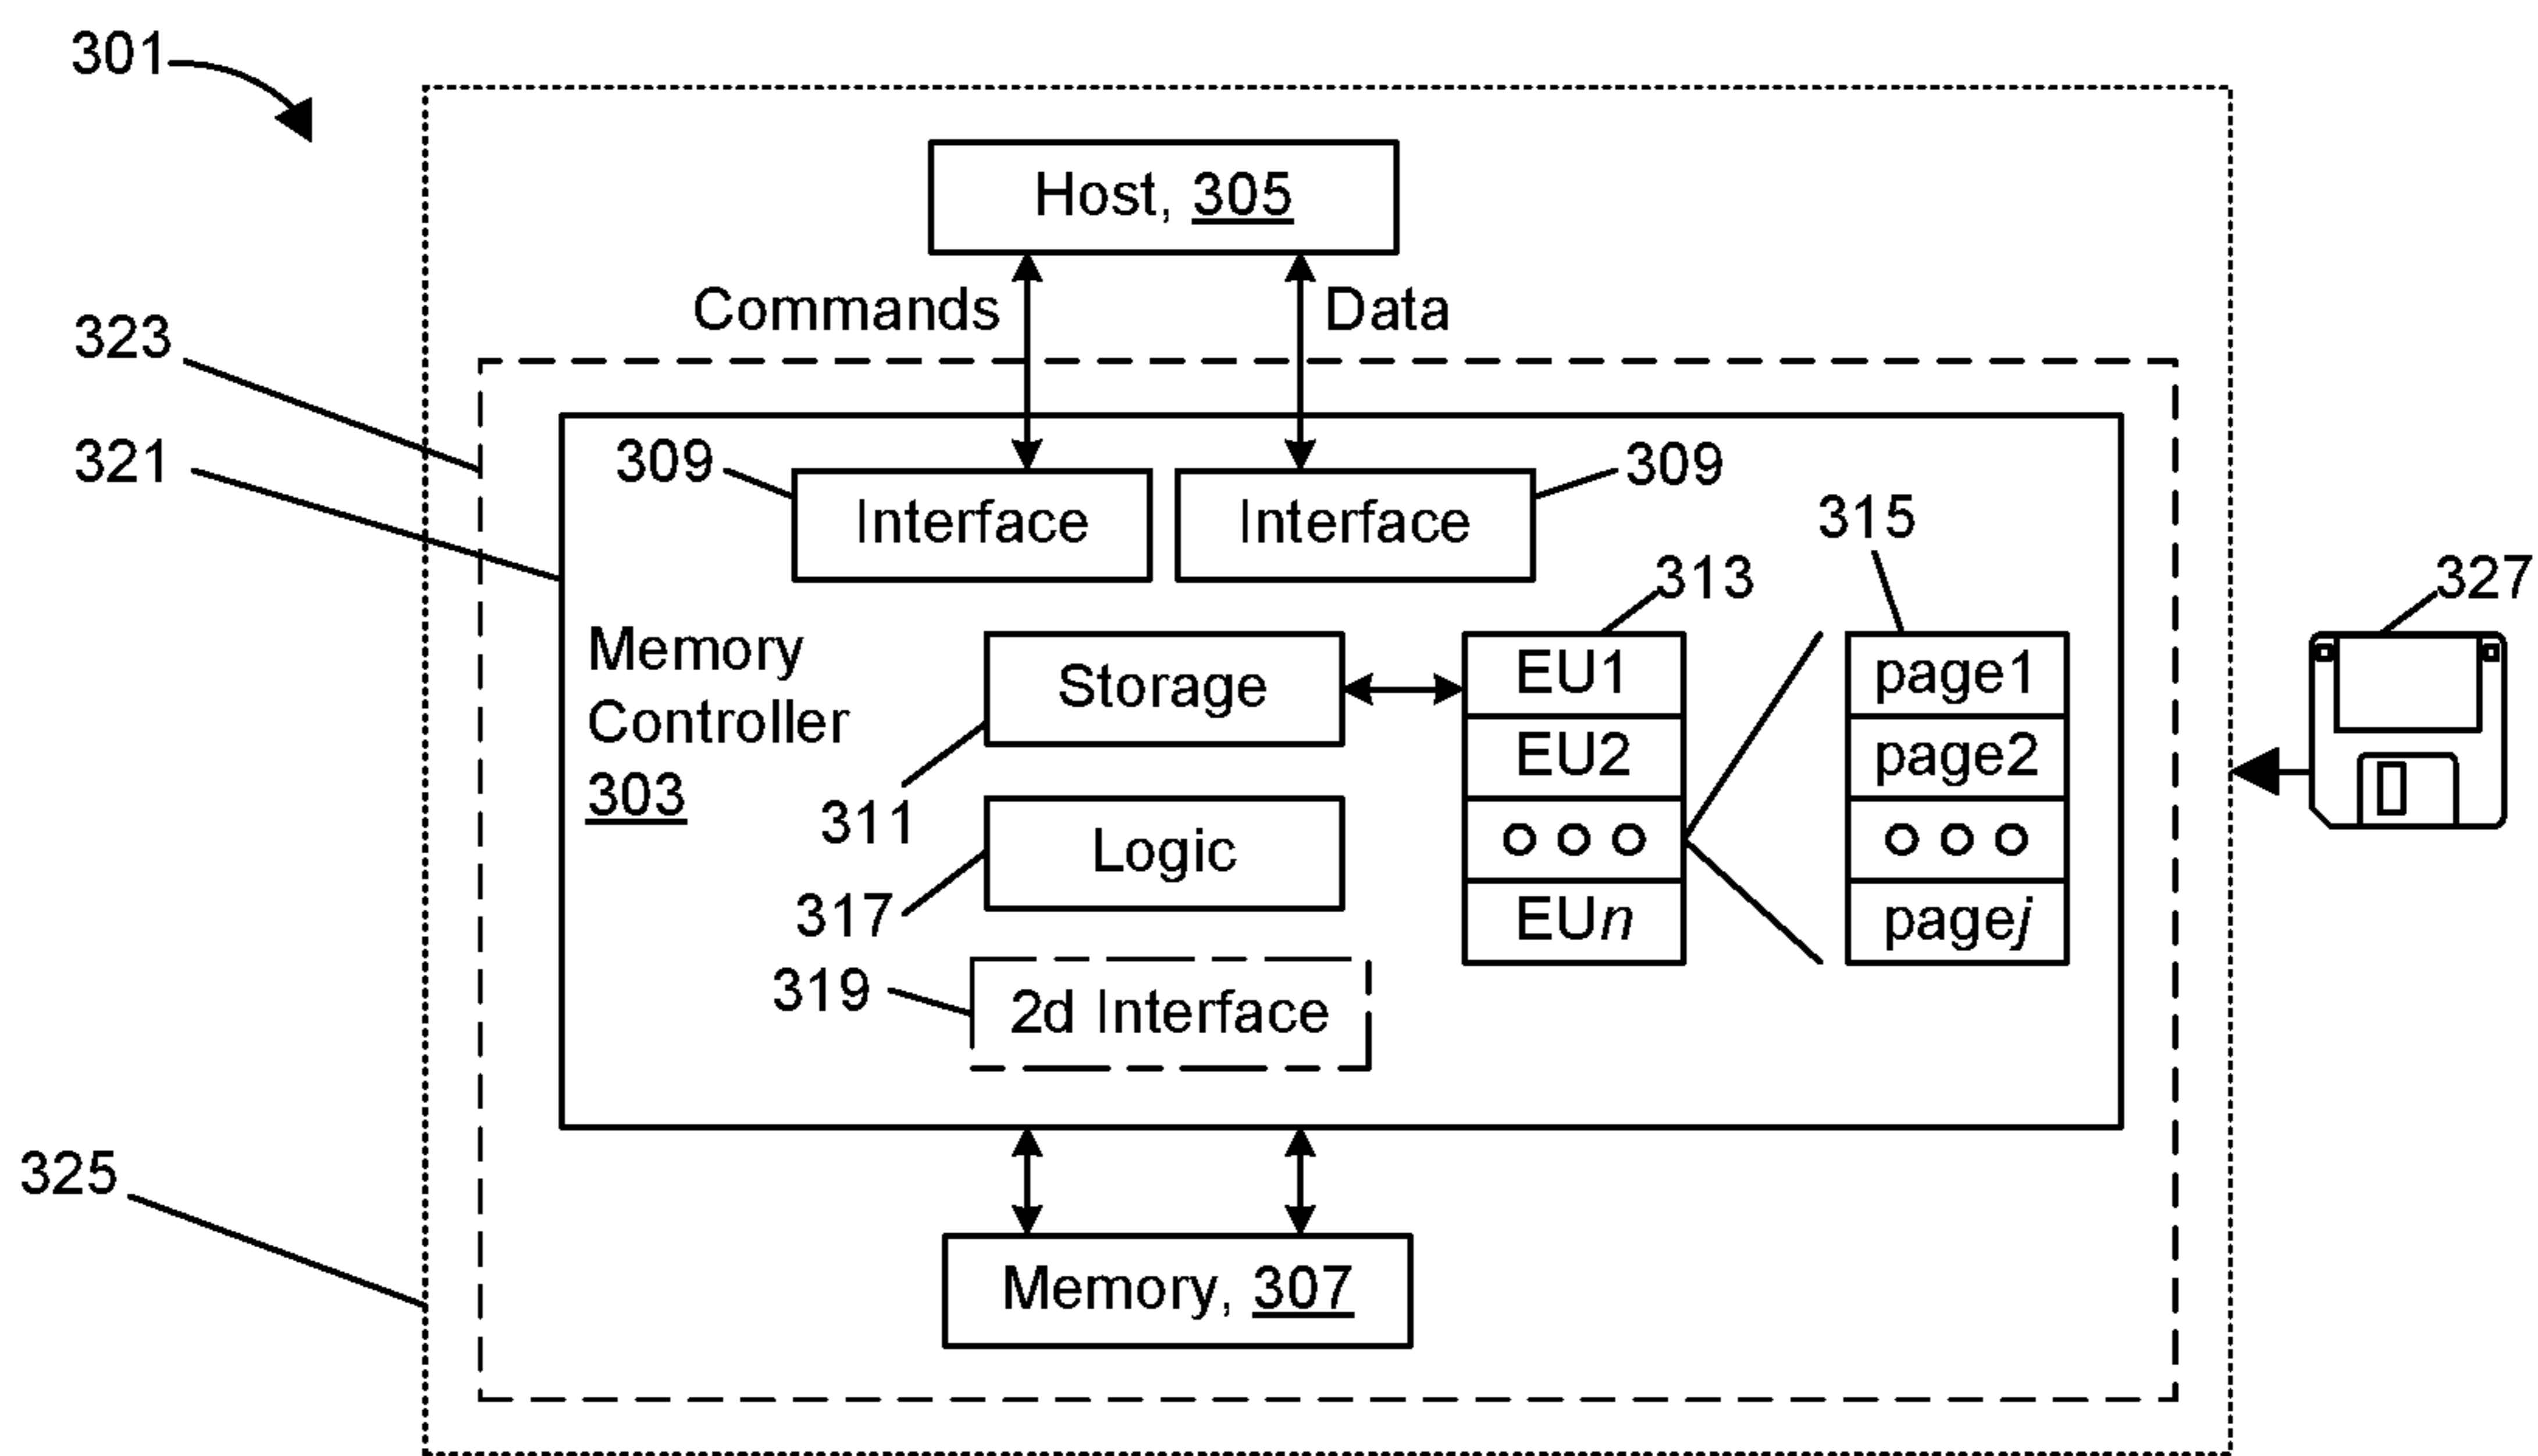 301
Host, 305
Commands
Data
323
321
309
Interface
Interface
309
315
313
327
Memory
Controller
303
Storage
311
Logic
317
2d Interface
319
EU1
EU2
EUn
page1
page2
pagej
325
Memory, 307